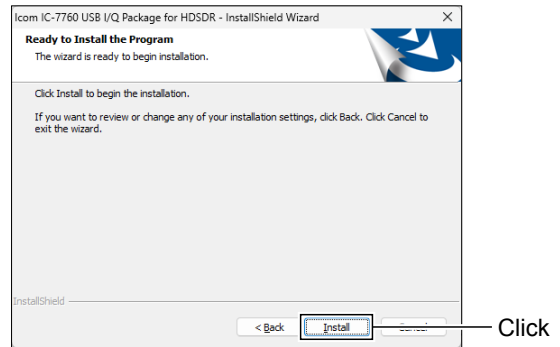 Icom IC-7760 USB I/Q Package for HDSDR - InstallShield Wizard
Ready to Install the Program
The wizard is ready to begin installation.
Click Install to begin the installation.
If you want to review or change any of your installation settings, click Back. Click Cancel to
exit the wizard.
InstallShield
< Back Install
Click